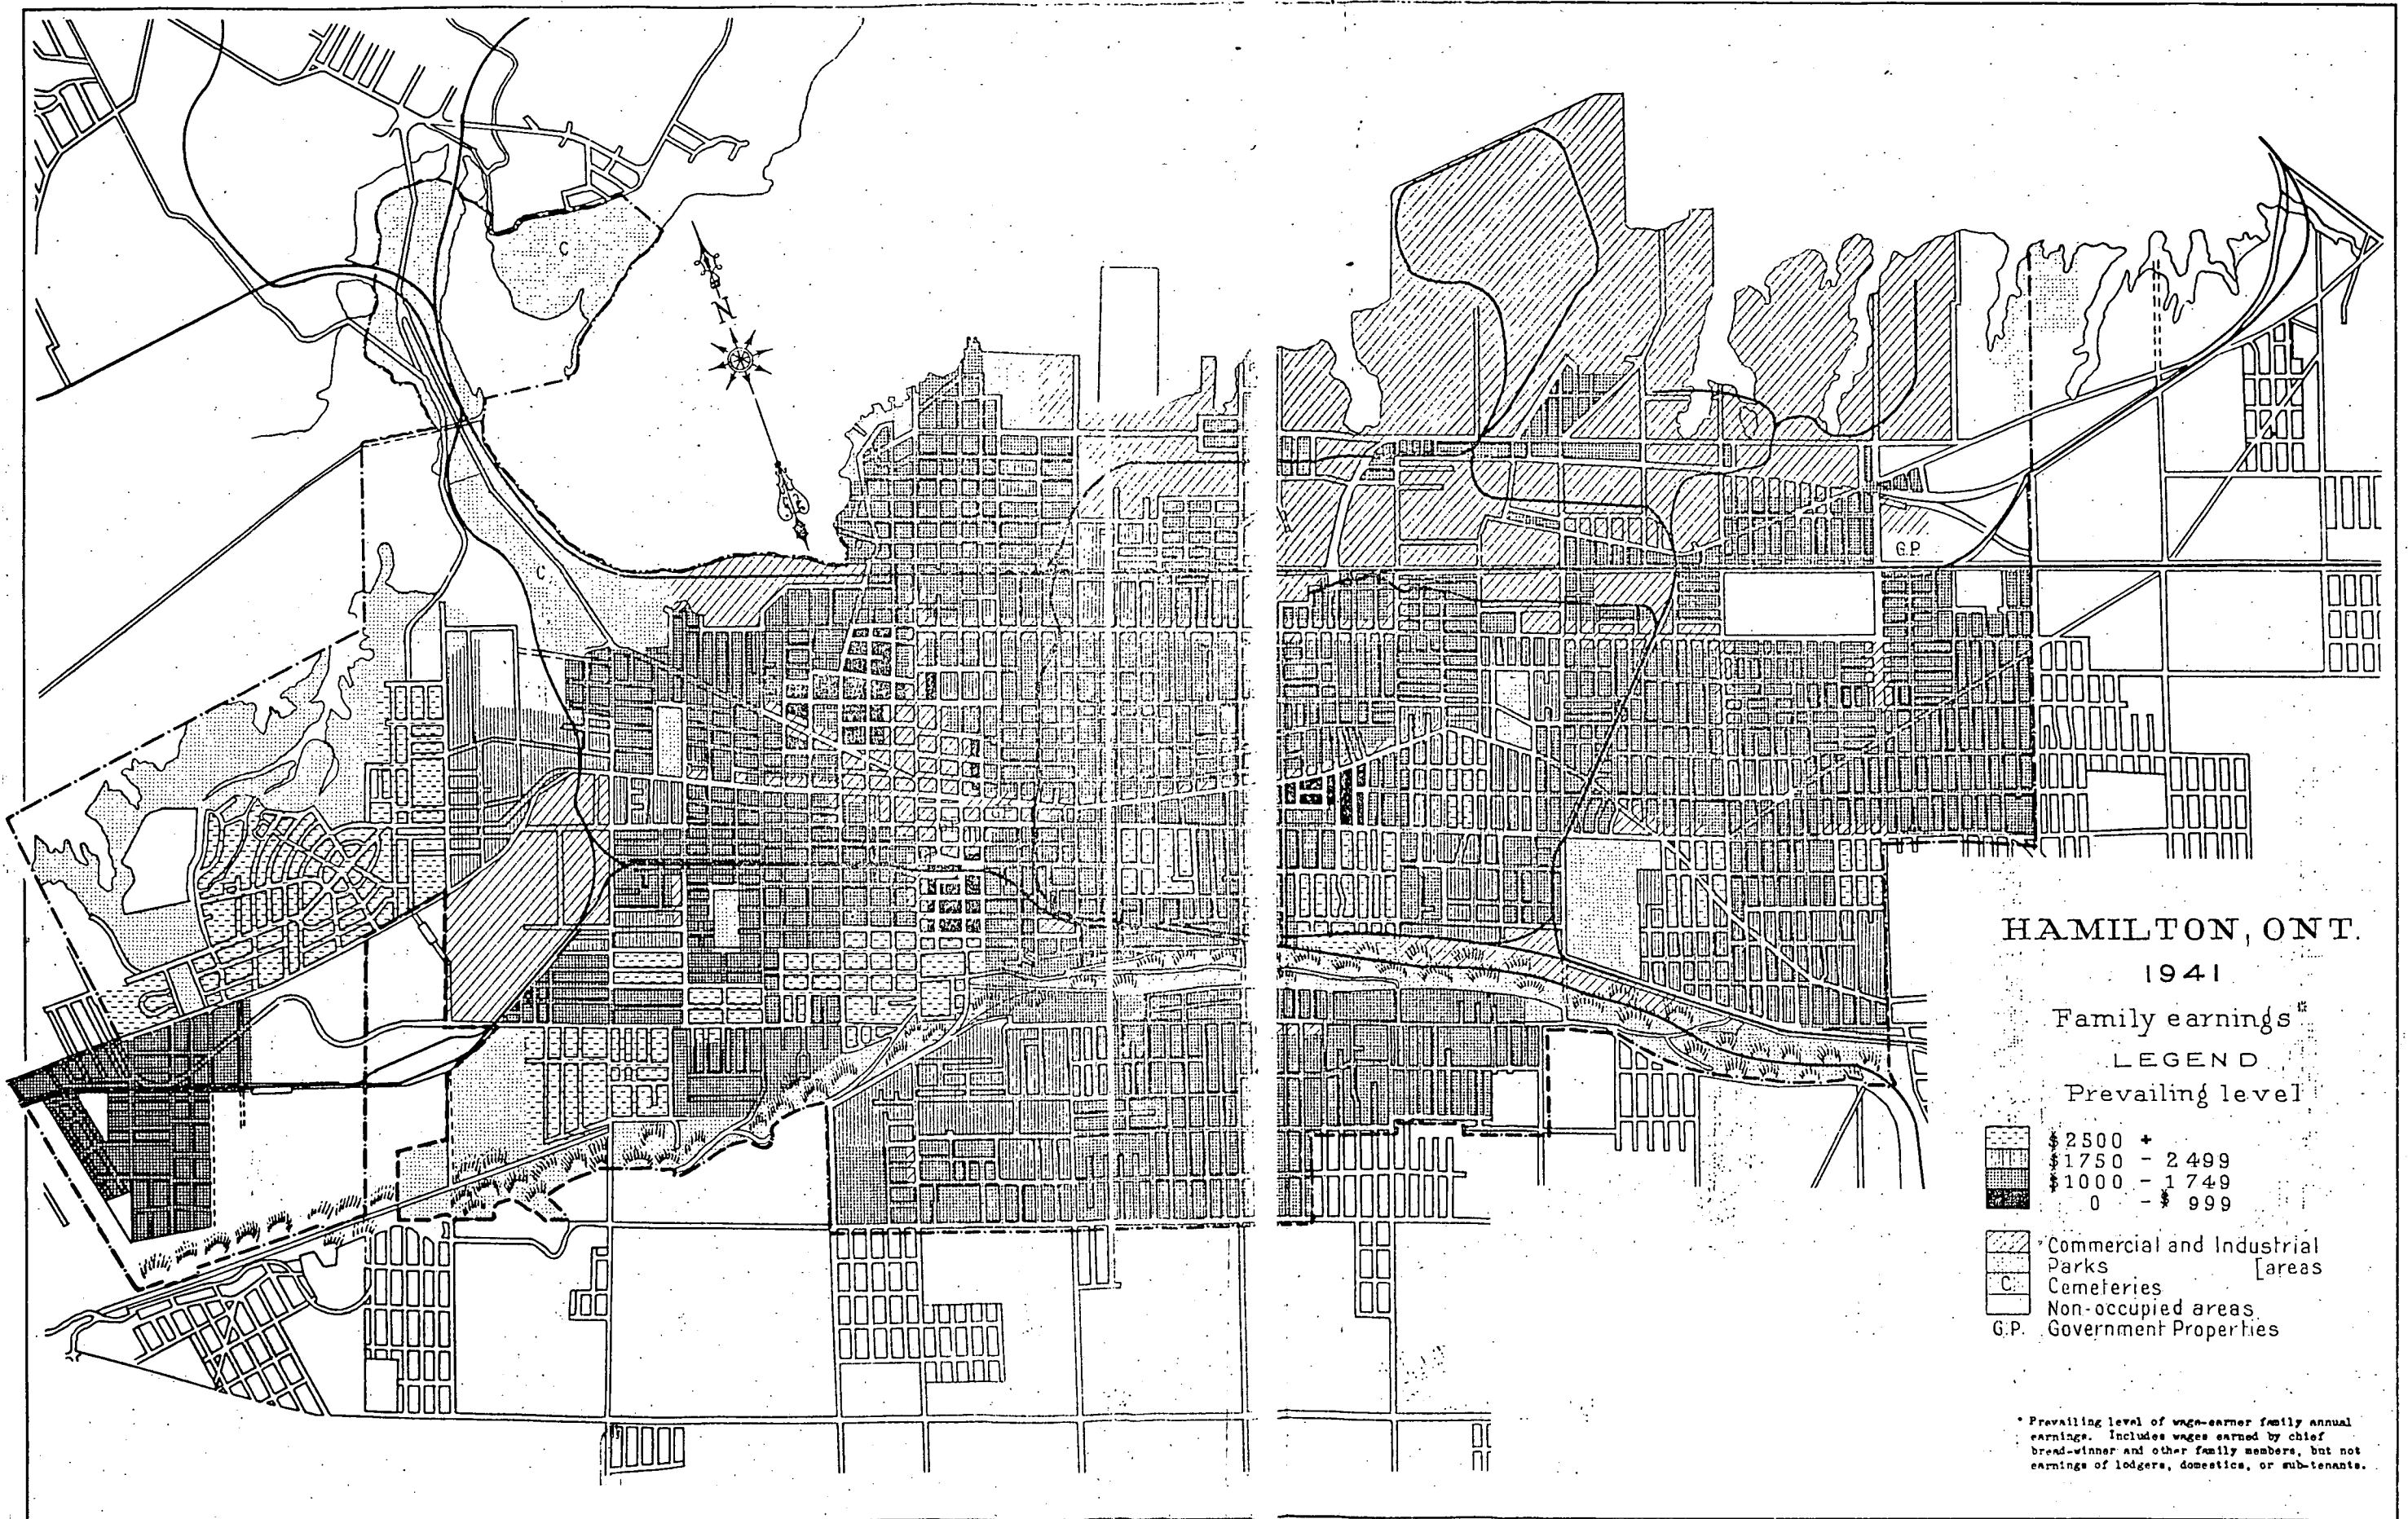 C
N
C
G.P.
HAMILTON, ONT.
1941
Family earnings*
LEGEND
Prevailing level
$2500 +
$1750 - 2499
$1000 - 1749
0 - $ 999
Commercial and Industrial
Parks [areas
C. Cemeteries
Non-occupied areas
G.P. Government Properties
* Prevailing level of wage-earner family annual
earnings. Includes wages earned by chief
bread-winner and other family members, but not
earnings of lodgers, domestics, or sub-tenants.